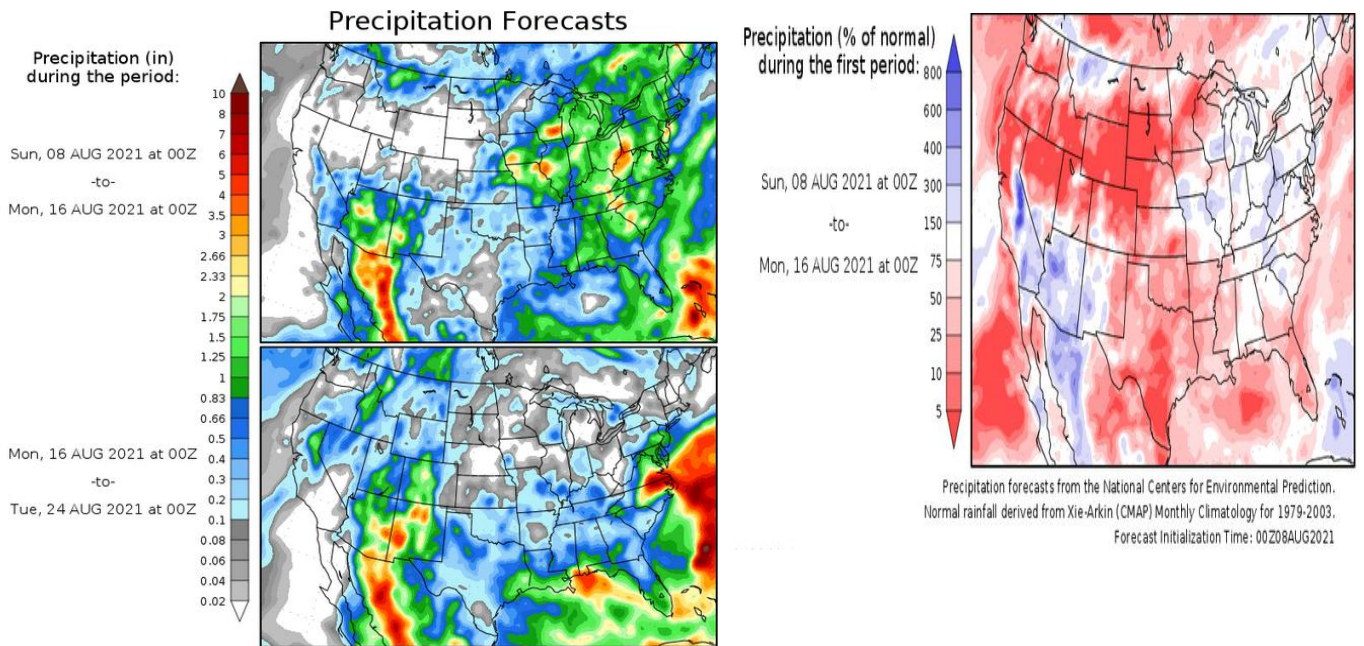 Precipitation Forecasts
Precipitation (in)
during the period:
Sun, 08 AUG 2021 at 00Z
-to-
Mon, 16 AUG 2021 at 00Z
Mon, 16 AUG 2021 at 00Z
-to-
Tue, 24 AUG 2021 at 00Z
10
8
7
6
5
4
3.5
3
2.66
2.33
2
1.75
1.5
1.25
1
0.83
0.66
0.5
0.4
0.3
0.2
0.1
0.08
0.06
0.04
0.02
Precipitation (% of normal)
during the first period:
Sun, 08 AUG 2021 at 00Z
-to-
Mon, 16 AUG 2021 at 00Z
800
600
400
300
150
75
50
25
10
5
Precipitation forecasts from the National Centers for Environmental Prediction.
Normal rainfall derived from Xie-Arkin (CMAP) Monthly Climatology for 1979-2003.
Forecast Initialization Time: 00Z08AUG2021